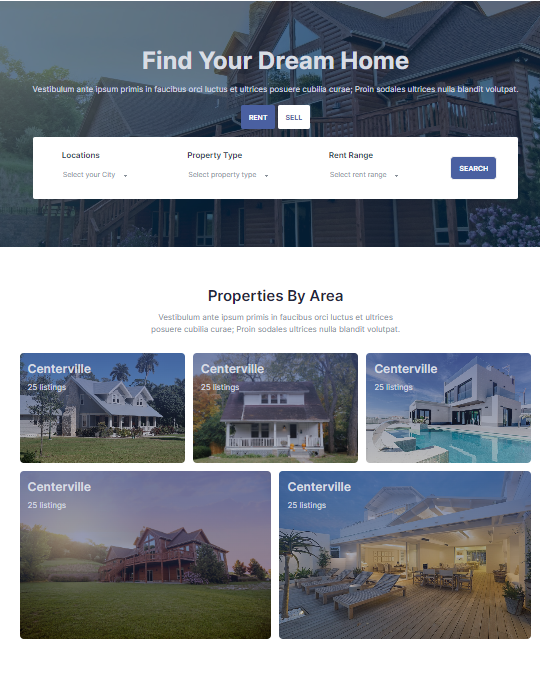 Find Your Dream Home
Vestibulum ante ipsum primis in faucibus orci luctus et ultrices posuere cubilia curae; Proin sodales ultrices nulla blandit volutpat.
RENT SELL
Locations Property Type Rent Range
Select your City Select property type Select rent range SEARCH
Properties By Area
Vestibulum ante ipsum primis in faucibus orci luctus et ultrices
posuere cubilia curae; Proin sodales ultrices nulla blandit volutpat.
Centerville Centerville Centerville
25 listings 25 listings 25 listings
Centerville Centerville
25 listings 25 listings